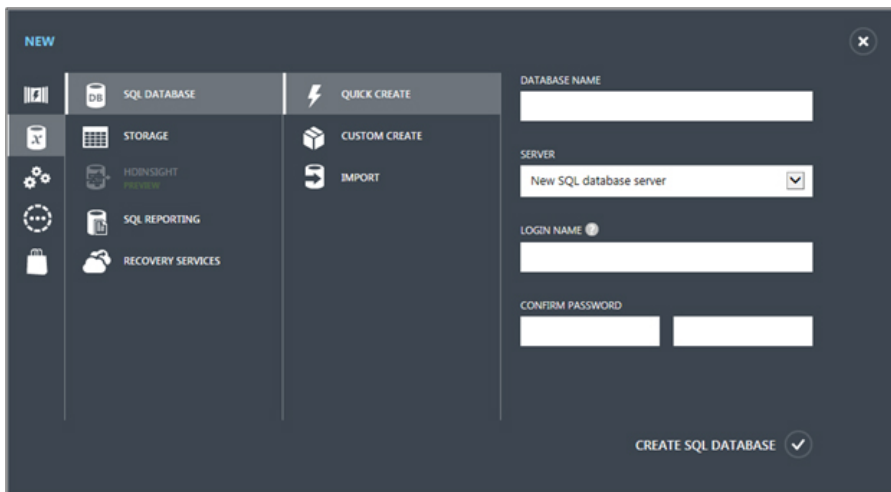 NEW
DB
SQL DATABASE
STORAGE
HDINSIGHT
PREVIEW
SQL REPORTING
RECOVERY SERVICES
QUICK CREATE
CUSTOM CREATE
IMPORT
DATABASE NAME
SERVER
New SQL database server
LOGIN NAME ?
CONFIRM PASSWORD
CREATE SQL DATABASE